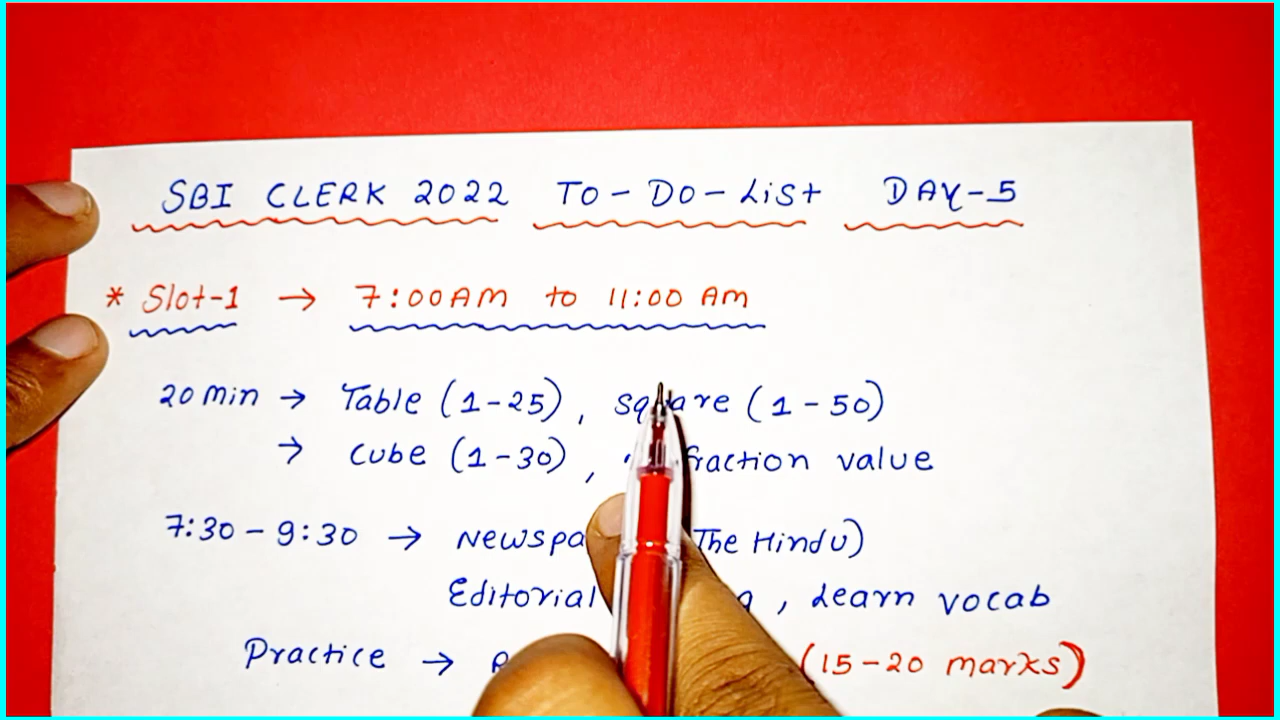 SBI CLERK 2022 TO-DO-List DAY-5
* Slot-1 → 7:00AM to 11:00 AM
20 min → Table (1-25), square (1-50)
→ cube (1-30), fraction value
7:30 - 9:30 → (The Hindu)
Editorial , Learn vocab
Practice → (15-20 marks)